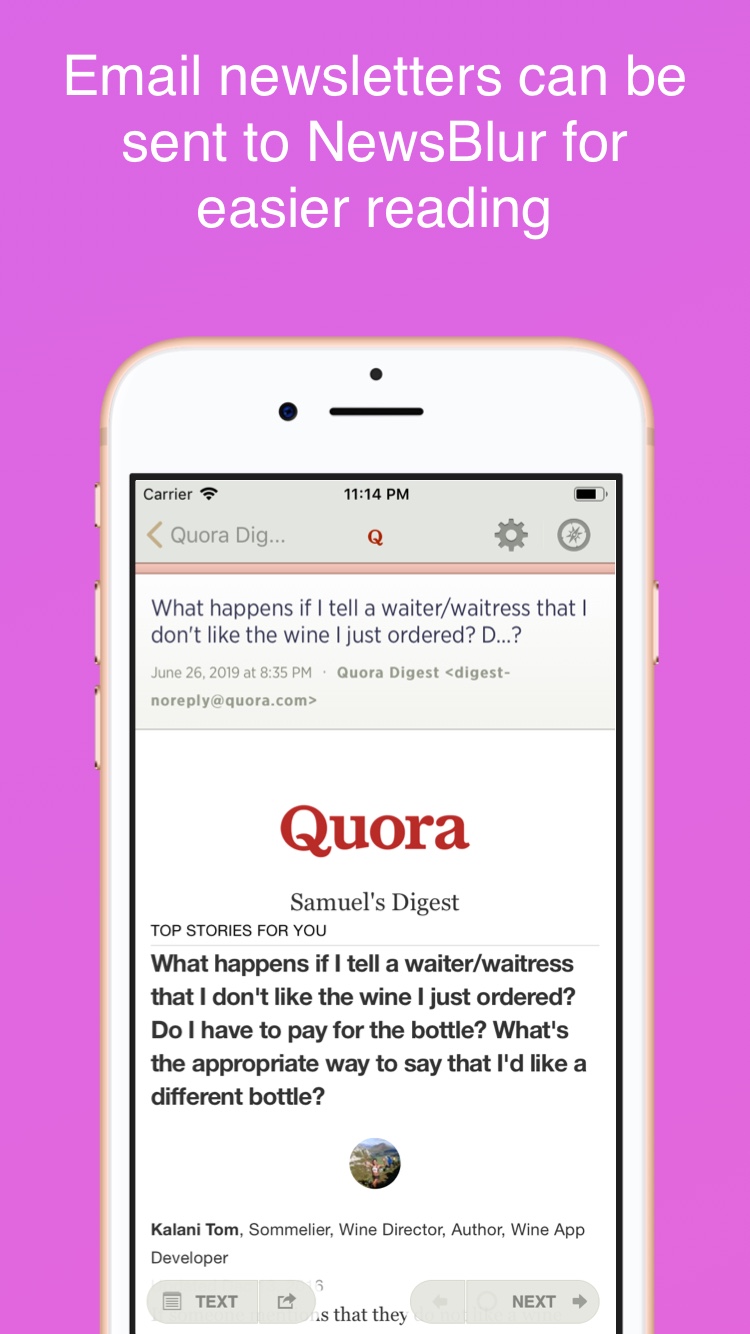 Email newsletters can be
sent to NewsBlur for
easier reading
Carrier 11:14 PM
Quora Dig... Q
What happens if I tell a waiter/waitress that I
don't like the wine I just ordered? D...?
June 26, 2019 at 8:35 PM · Quora Digest <digest-
noreply@quora.com>
Quora
Samuel's Digest
TOP STORIES FOR YOU
What happens if I tell a waiter/waitress
that I don't like the wine I just ordered?
Do I have to pay for the bottle? What's
the appropriate way to say that I'd like a
different bottle?
Kalani Tom, Sommelier, Wine Director, Author, Wine App
Developer
TEXT NEXT
that they